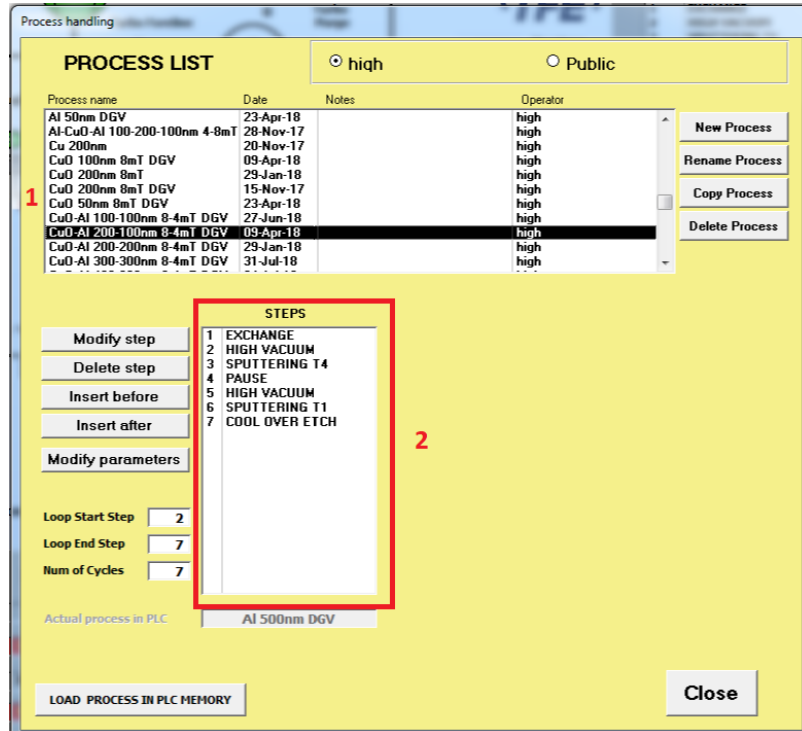 Process handling
PROCESS LIST
high
Public
Process name Date Notes Operator
Al 50nm DGV 23-Apr-18 high
Al-CuO-Al 100-200-100nm 4-8mT 28-Nov-17 high
Cu 200nm 20-Nov-17 high
CuO 100nm 8mT DGV 09-Apr-18 high
CuO 200nm 8mT 29-Jan-18 high
CuO 200nm 8mT DGV 15-Nov-17 high
CuO 50nm 8mT DGV 23-Apr-18 high
CuO-Al 100-100nm 8-4mT DGV 27-Jun-18 high
CuO-Al 200-100nm 8-4mT DGV 09-Apr-18 high
CuO-Al 200-200nm 8-4mT DGV 29-Jan-18 high
CuO-Al 300-300nm 8-4mT DGV 31-Jul-18 high
New Process
Rename Process
Copy Process
Delete Process
1
STEPS
1 EXCHANGE
2 HIGH VACUUM
3 SPUTTERING T4
4 PAUSE
5 HIGH VACUUM
6 SPUTTERING T1
7 COOL OVER ETCH
2
Modify step
Delete step
Insert before
Insert after
Modify parameters
Loop Start Step 2
Loop End Step 7
Num of Cycles 7
Actual process in PLC Al 500nm DGV
LOAD PROCESS IN PLC MEMORY
Close